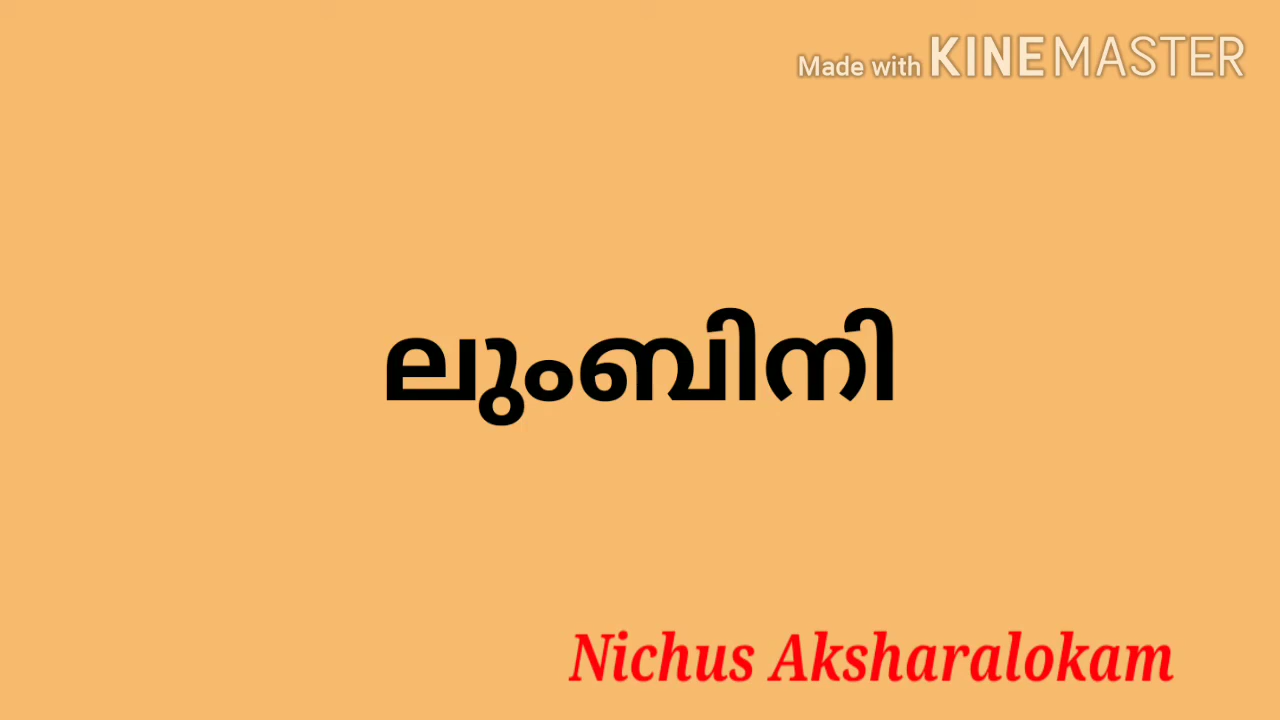 Made with KINEMASTER
ലുംബിനി
Nichus Aksharalokam